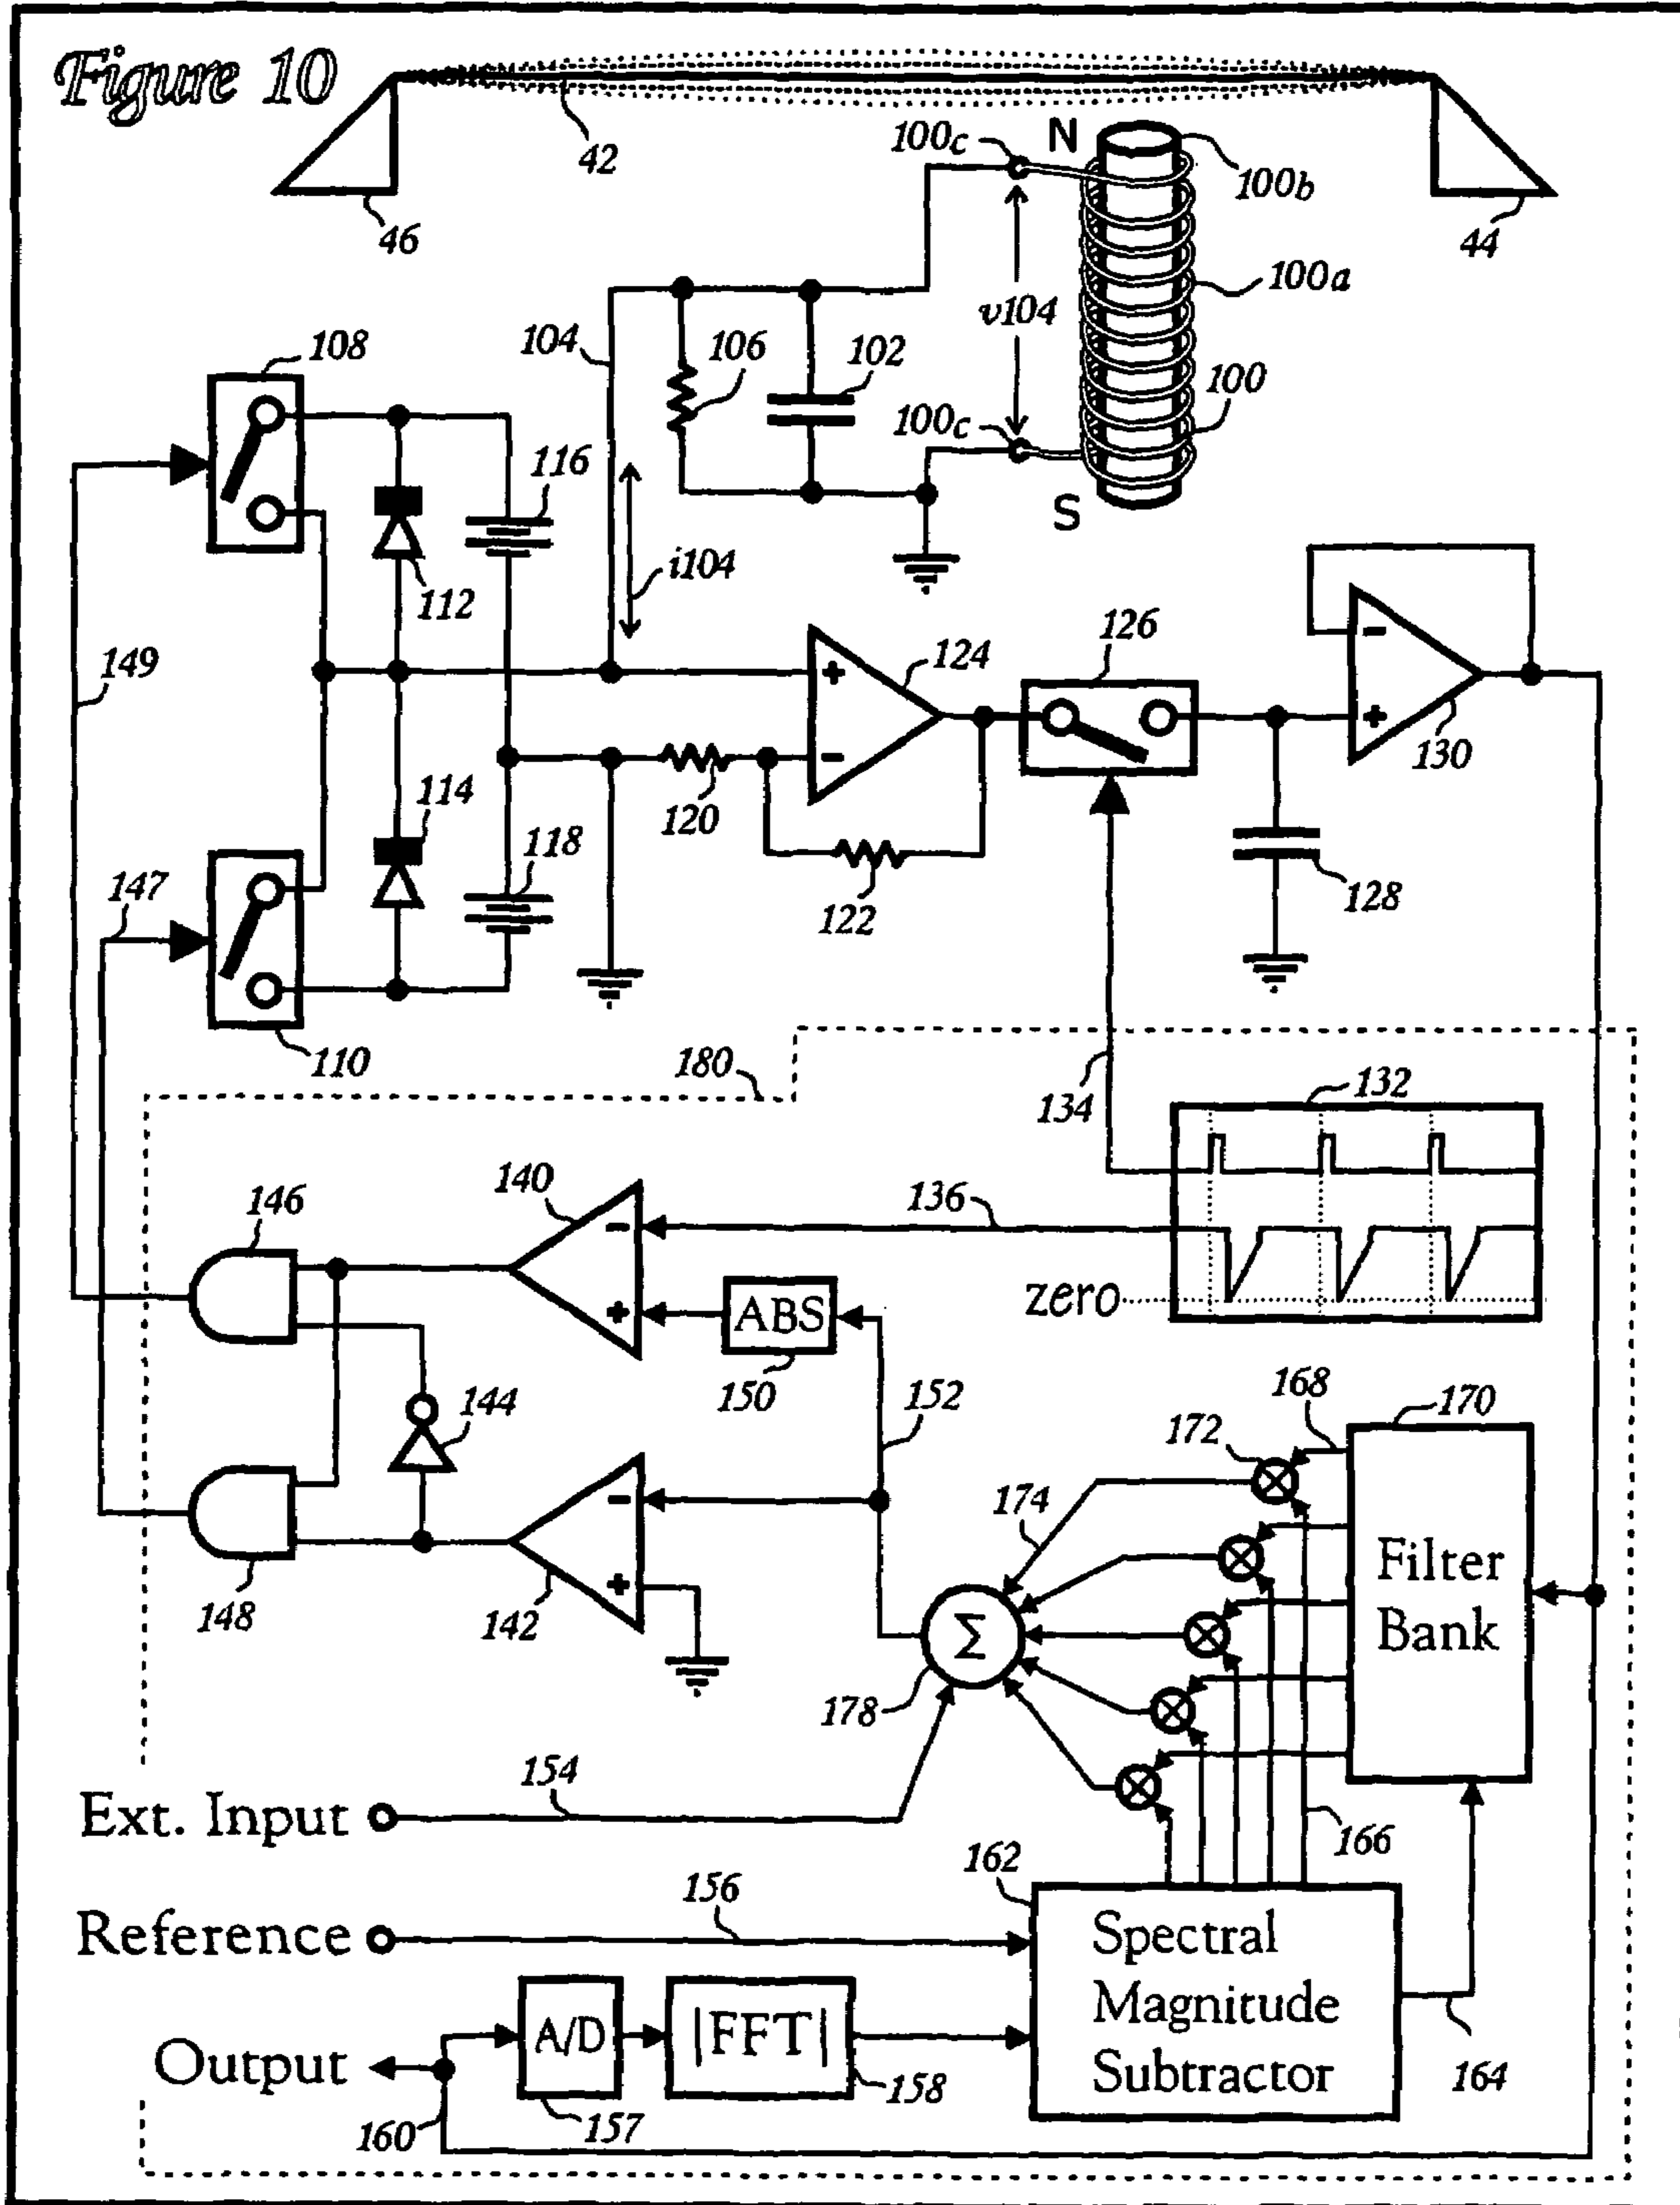 Figure 10
42
46
44
100c
N
100b
100a
v104
100
100c
S
104
106
102
108
116
i104
112
149
124
126
130
120
122
128
114
118
147
110
180
134
132
140
136
146
zero
ABS
150
152
144
168
170
172
174
Filter
Bank
148
142
Σ
178
154
Ext. Input
166
162
156
Reference
Spectral
Magnitude
Subtractor
A/D
|FFT|
Output
158
164
160
157
+
-
+
-
-
+
-
+